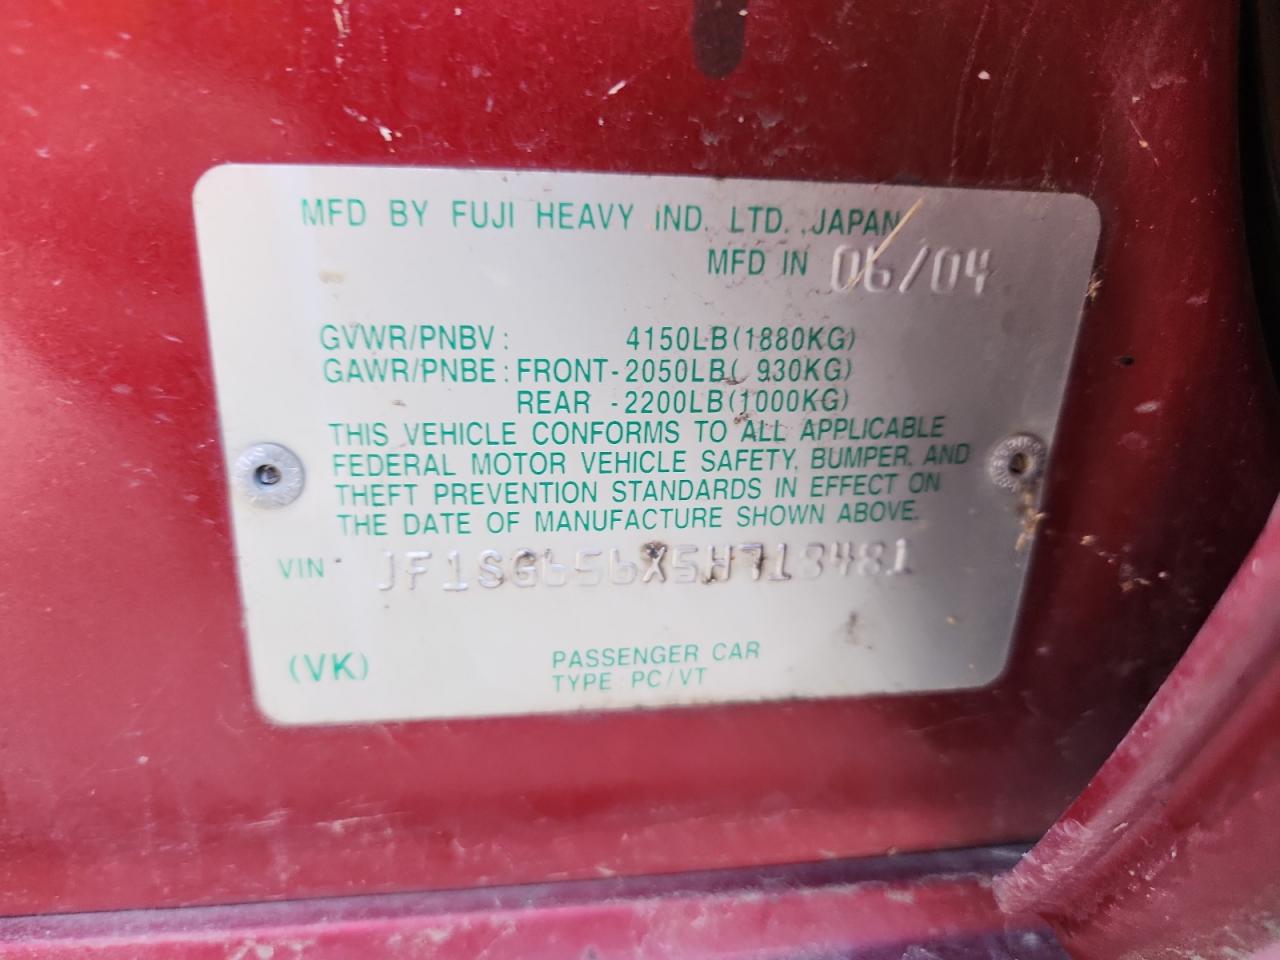 MFD BY FUJI HEAVY IND. LTD. JAPAN
MFD IN 06/04
GVWR/PNBV: 4150LB(1880KG)
GAWR/PNBE: FRONT-2050LB( 930KG)
REAR -2200LB(1000KG)
THIS VEHICLE CONFORMS TO ALL APPLICABLE
FEDERAL MOTOR VEHICLE SAFETY, BUMPER, AND
THEFT PREVENTION STANDARDS IN EFFECT ON
THE DATE OF MANUFACTURE SHOWN ABOVE.
VIN: JF1SG656X5H718481
(VK)
PASSENGER CAR
TYPE: PC/VT